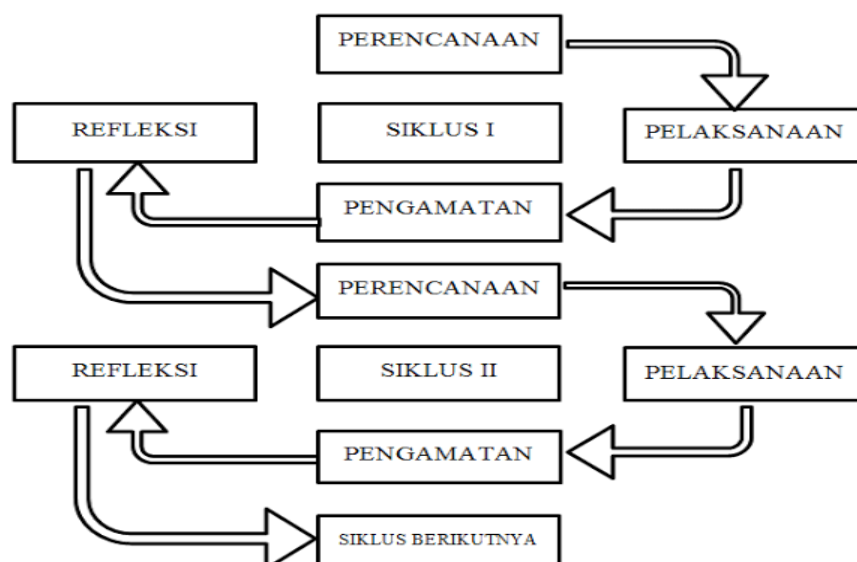 PERENCANAAN
REFLEKSI
SIKLUS I
PELAKSANAAN
PENGAMATAN
PERENCANAAN
REFLEKSI
SIKLUS II
PELAKSANAAN
PENGAMATAN
SIKLUS BERIKUTNYA